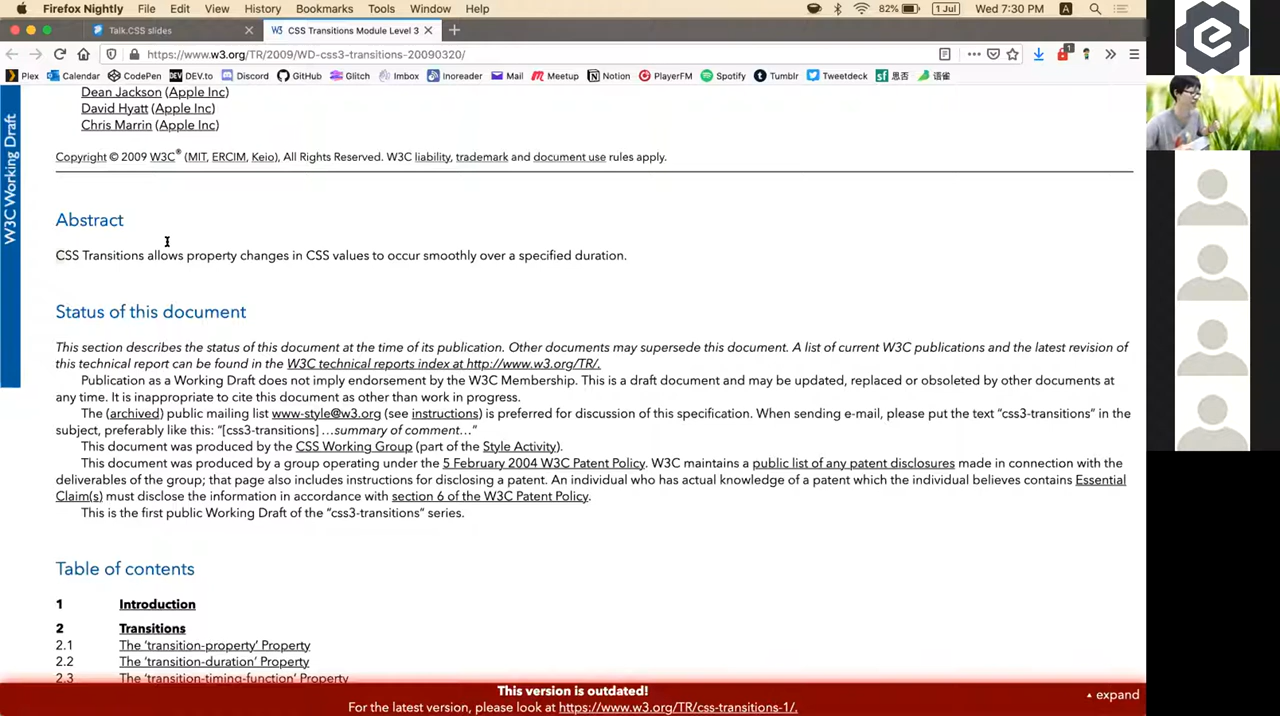 Firefox Nightly File Edit View History Bookmarks Tools Window Help 82% 1 Jul Wed 7:30 PM A
Talk.CSS slides CSS Transitions Module Level 3
https://www.w3.org/TR/2009/WD-css3-transitions-20090320/
Plex Calendar CodePen DEV.to Discord GitHub Glitch Imbox Inoreader Mail Meetup Notion PlayerFM Spotify Tumblr Tweetdeck 思否 语雀
W3C Working Draft
Dean Jackson (Apple Inc)
David Hyatt (Apple Inc)
Chris Marrin (Apple Inc)
Copyright © 2009 W3C® (MIT, ERCIM, Keio), All Rights Reserved. W3C liability, trademark and document use rules apply.
Abstract
CSS Transitions allows property changes in CSS values to occur smoothly over a specified duration.
Status of this document
This section describes the status of this document at the time of its publication. Other documents may supersede this document. A list of current W3C publications and the latest revision of
this technical report can be found in the W3C technical reports index at http://www.w3.org/TR/.
Publication as a Working Draft does not imply endorsement by the W3C Membership. This is a draft document and may be updated, replaced or obsoleted by other documents at
any time. It is inappropriate to cite this document as other than work in progress.
The (archived) public mailing list www-style@w3.org (see instructions) is preferred for discussion of this specification. When sending e-mail, please put the text “css3-transitions” in the
subject, preferably like this: “[css3-transitions] …summary of comment…”
This document was produced by the CSS Working Group (part of the Style Activity).
This document was produced by a group operating under the 5 February 2004 W3C Patent Policy. W3C maintains a public list of any patent disclosures made in connection with the
deliverables of the group; that page also includes instructions for disclosing a patent. An individual who has actual knowledge of a patent which the individual believes contains Essential
Claim(s) must disclose the information in accordance with section 6 of the W3C Patent Policy.
This is the first public Working Draft of the “css3-transitions” series.
Table of contents
1 Introduction
2 Transitions
2.1 The ‘transition-property’ Property
2.2 The ‘transition-duration’ Property
2.3 The ‘transition-timing-function’ Property
This version is outdated!
For the latest version, please look at https://www.w3.org/TR/css-transitions-1/.
expand